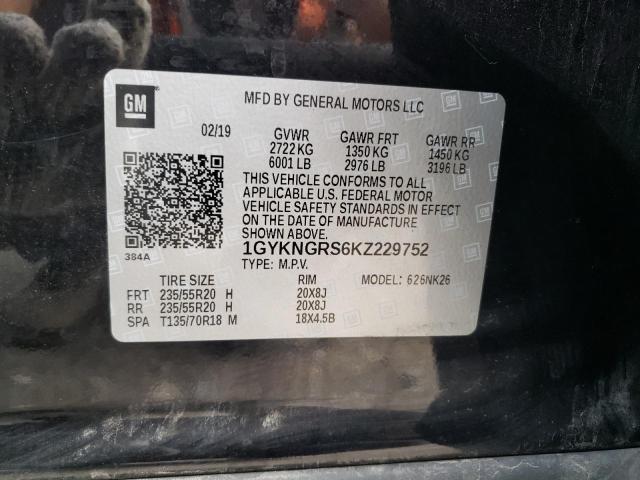 GM
MFD BY GENERAL MOTORS LLC
02/19 GVWR GAWR FRT GAWR RR
2722 KG 1350 KG 1450 KG
6001 LB 2976 LB 3196 LB
THIS VEHICLE CONFORMS TO ALL
APPLICABLE U.S. FEDERAL MOTOR
VEHICLE SAFETY STANDARDS IN EFFECT
ON THE DATE OF MANUFACTURE
SHOWN ABOVE.
384A
1GYKNGRS6KZ229752
TYPE: M.P.V.
TIRE SIZE RIM MODEL: 626NK26
FRT 235/55R20 H 20X8J
RR 235/55R20 H 20X8J
SPA T135/70R18 M 18X4.5B